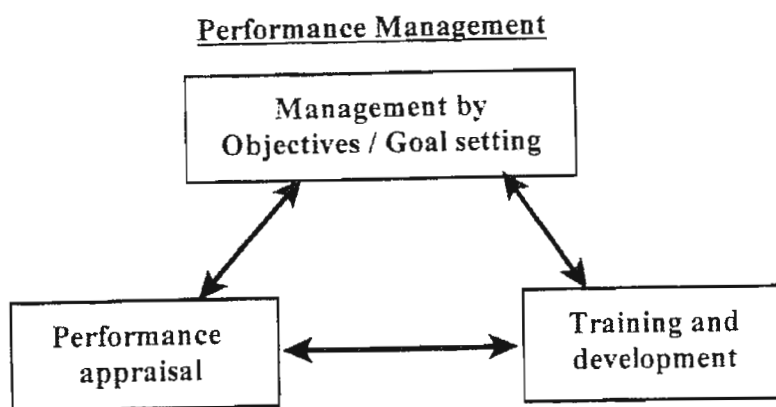 Performance Management
Management by
Objectives / Goal setting
Performance
appraisal
Training and
development